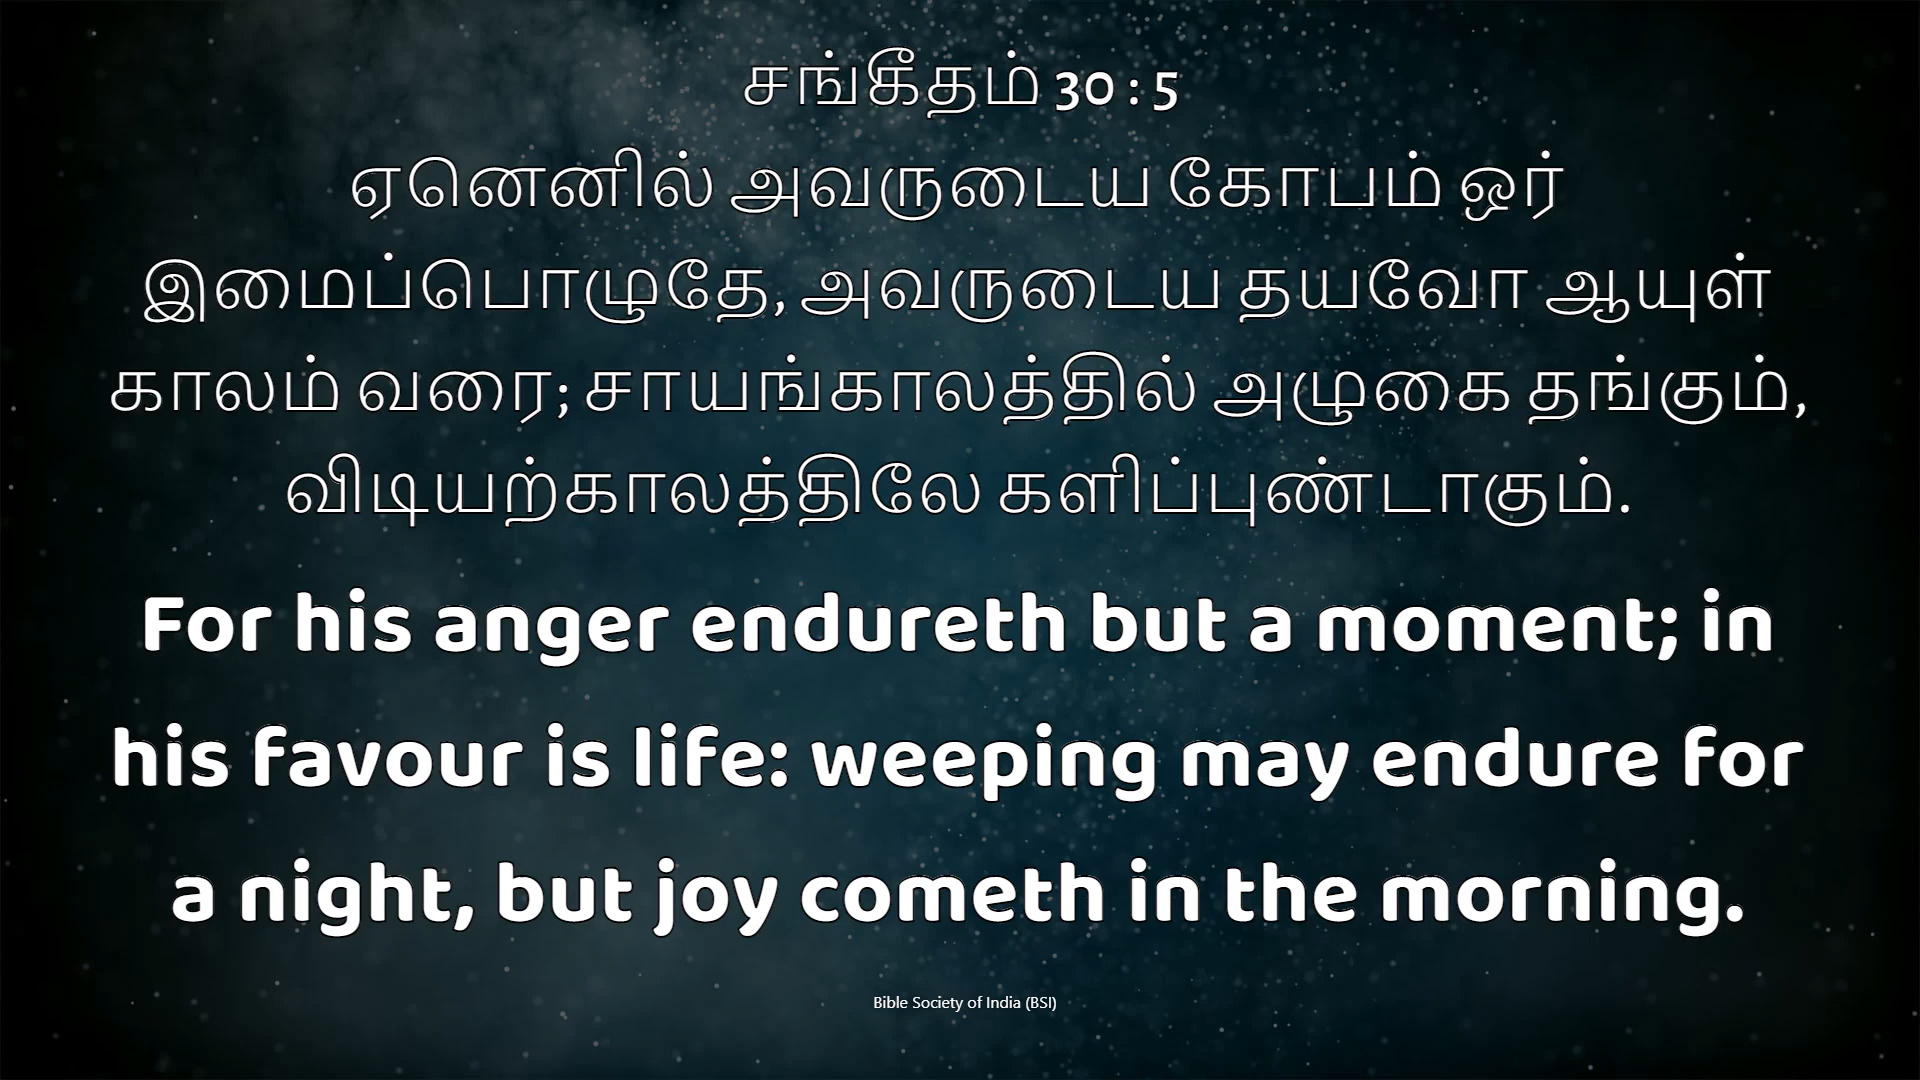 சங்கீதம் 30 : 5
ஏனெனில் அவருடைய கோபம் ஒர்
இமைப்பொழுதே, அவருடைய தயவோ ஆயுள்
காலம் வரை; சாயங்காலத்தில் அழுகை தங்கும்,
விடியற்காலத்திலே களிப்புண்டாகும்.
For his anger endureth but a moment; in
his favour is life: weeping may endure for
a night, but joy cometh in the morning.
Bible Society of India (BSI)